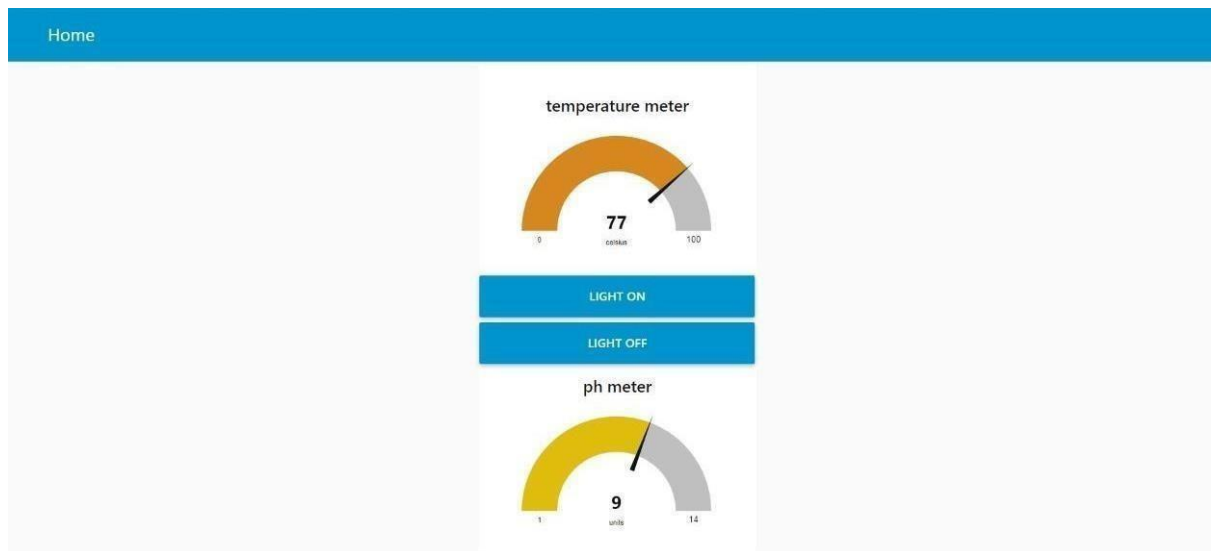 Home
temperature meter
77
celsius
0 100
LIGHT ON
LIGHT OFF
ph meter
9
units
1 14